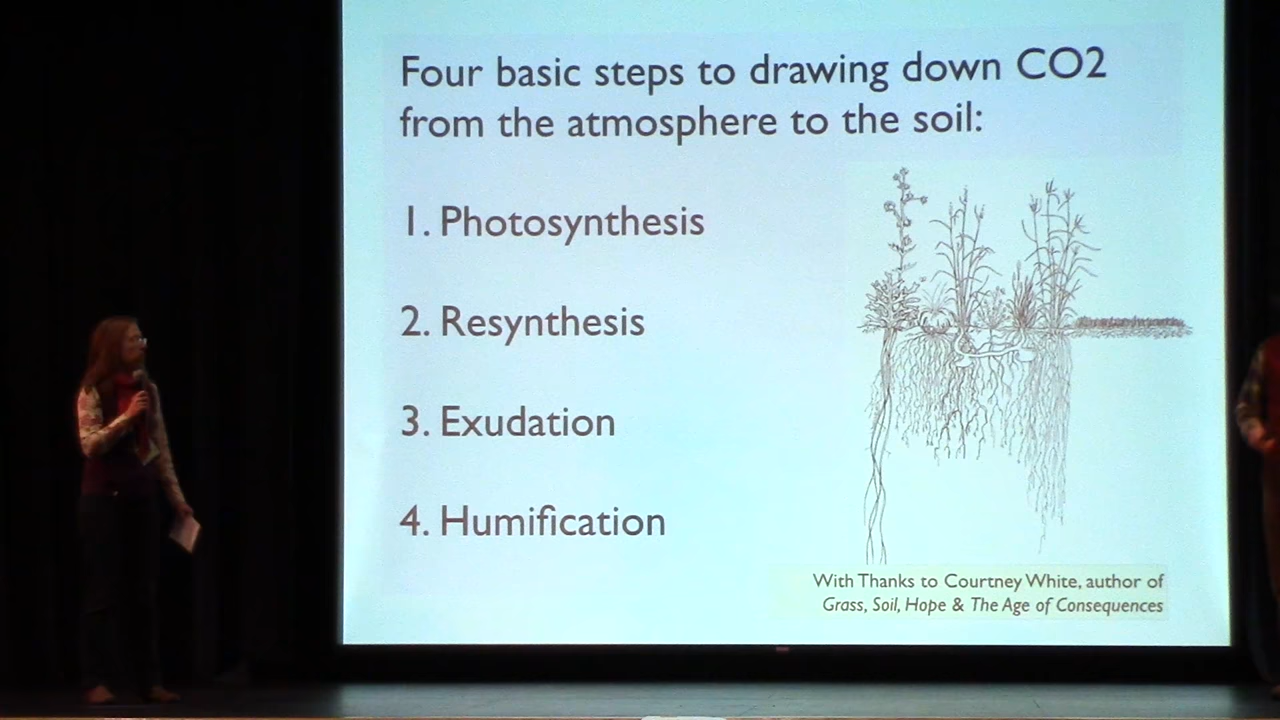 Four basic steps to drawing down CO2
from the atmosphere to the soil:
1. Photosynthesis
2. Resynthesis
3. Exudation
4. Humification
With Thanks to Courtney White, author of
Grass, Soil, Hope & The Age of Consequences